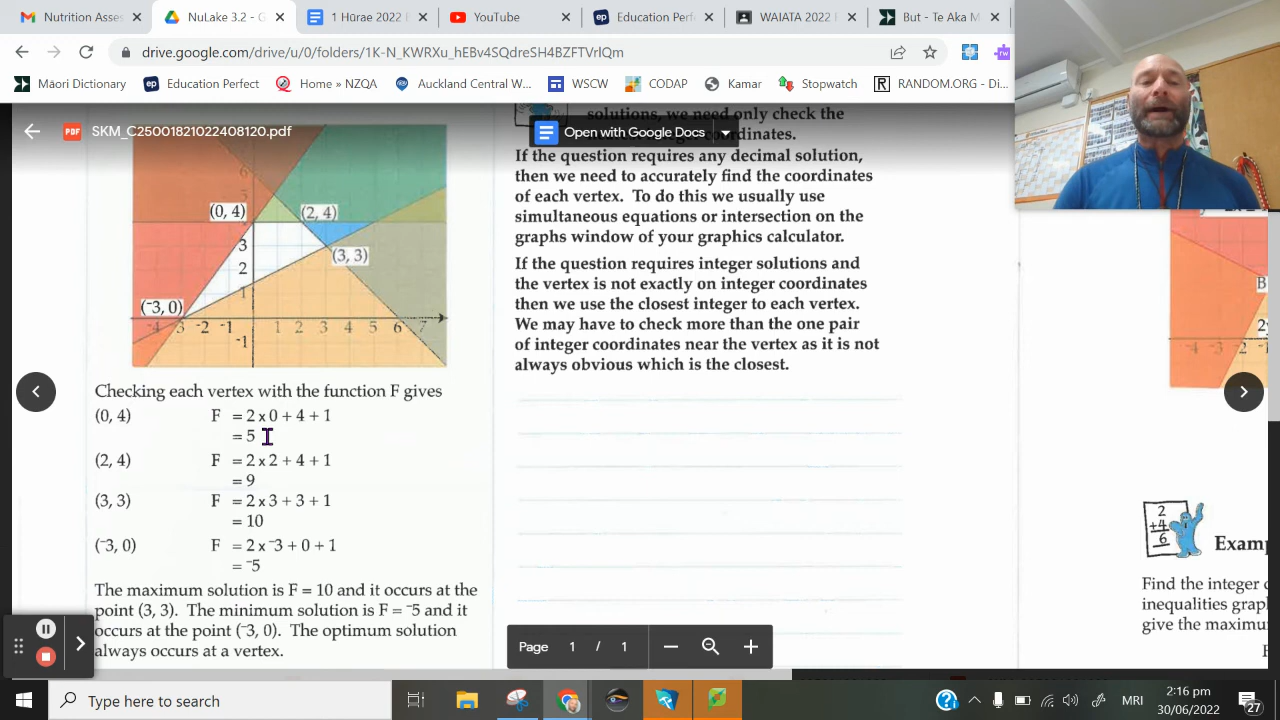 Nutrition Asses
NuLake 3.2 - G
1 Hūrae 2022 E
YouTube
Education Perfe
WAIATA 2022 E
But - Te Aka M
drive.google.com/drive/u/0/folders/1K-N_KWRXu_hEBv4SQdreSH4BZFTVrlQm
Māori Dictionary
Education Perfect
Home » NZQA
Auckland Central W...
WSCW
CODAP
Kamar
Stopwatch
RANDOM.ORG - Di...
PDF SKM_C25001821022408120.pdf
Open with Google Docs
(0, 4)
(2, 4)
3
(3, 3)
2
1
(⁻3, 0)
-4 3 -2 -1 1 2 3 4 5 6 7
-1
Checking each vertex with the function F gives
(0, 4) F = 2 x 0 + 4 + 1
= 5
(2, 4) F = 2 x 2 + 4 + 1
= 9
(3, 3) F = 2 x 3 + 3 + 1
= 10
(⁻3, 0) F = 2 x ⁻3 + 0 + 1
= ⁻5
The maximum solution is F = 10 and it occurs at the
point (3, 3). The minimum solution is F = ⁻5 and it
occurs at the point (⁻3, 0). The optimum solution
always occurs at a vertex.
solutions, we need only check the
coordinates.
If the question requires any decimal solution,
then we need to accurately find the coordinates
of each vertex. To do this we usually use
simultaneous equations or intersection on the
graphs window of your graphics calculator.
If the question requires integer solutions and
the vertex is not exactly on integer coordinates
then we use the closest integer to each vertex.
We may have to check more than the one pair
of integer coordinates near the vertex as it is not
always obvious which is the closest.
B
-4 -3 -2
2
+4
6
Examp
Find the integer
inequalities grap
give the maximu
Page 1 / 1
Type here to search
MRI
2:16 pm
30/06/2022
27